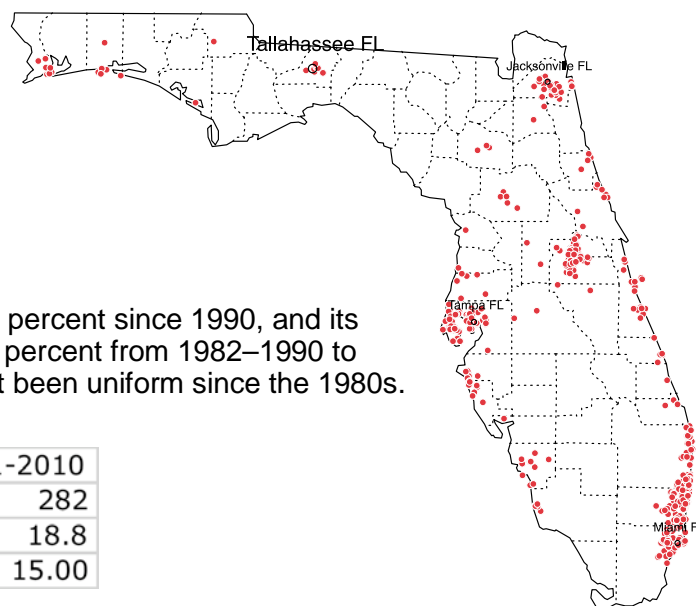 Tallahassee FL
Jacksonville FL
Tampa FL
percent since 1990, and its
percent from 1982–1990 to
been uniform since the 1980s.
-2010
282
18.8
15.00
Miami